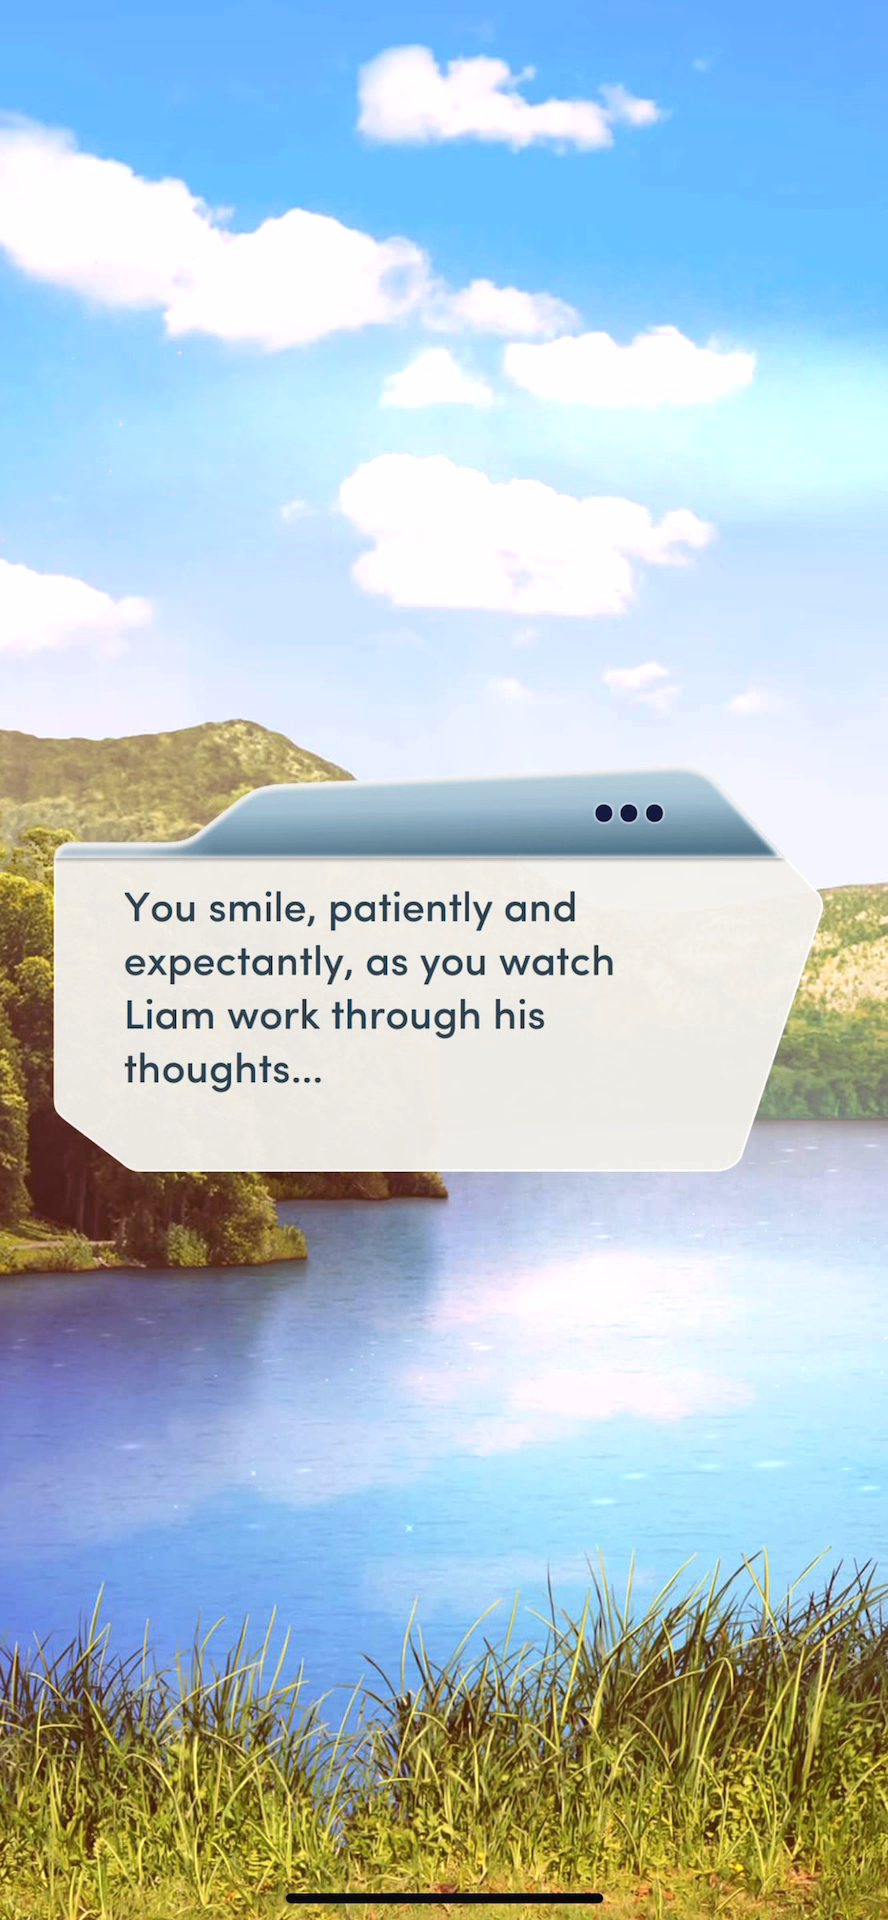 You smile, patiently and
expectantly, as you watch
Liam work through his
thoughts...